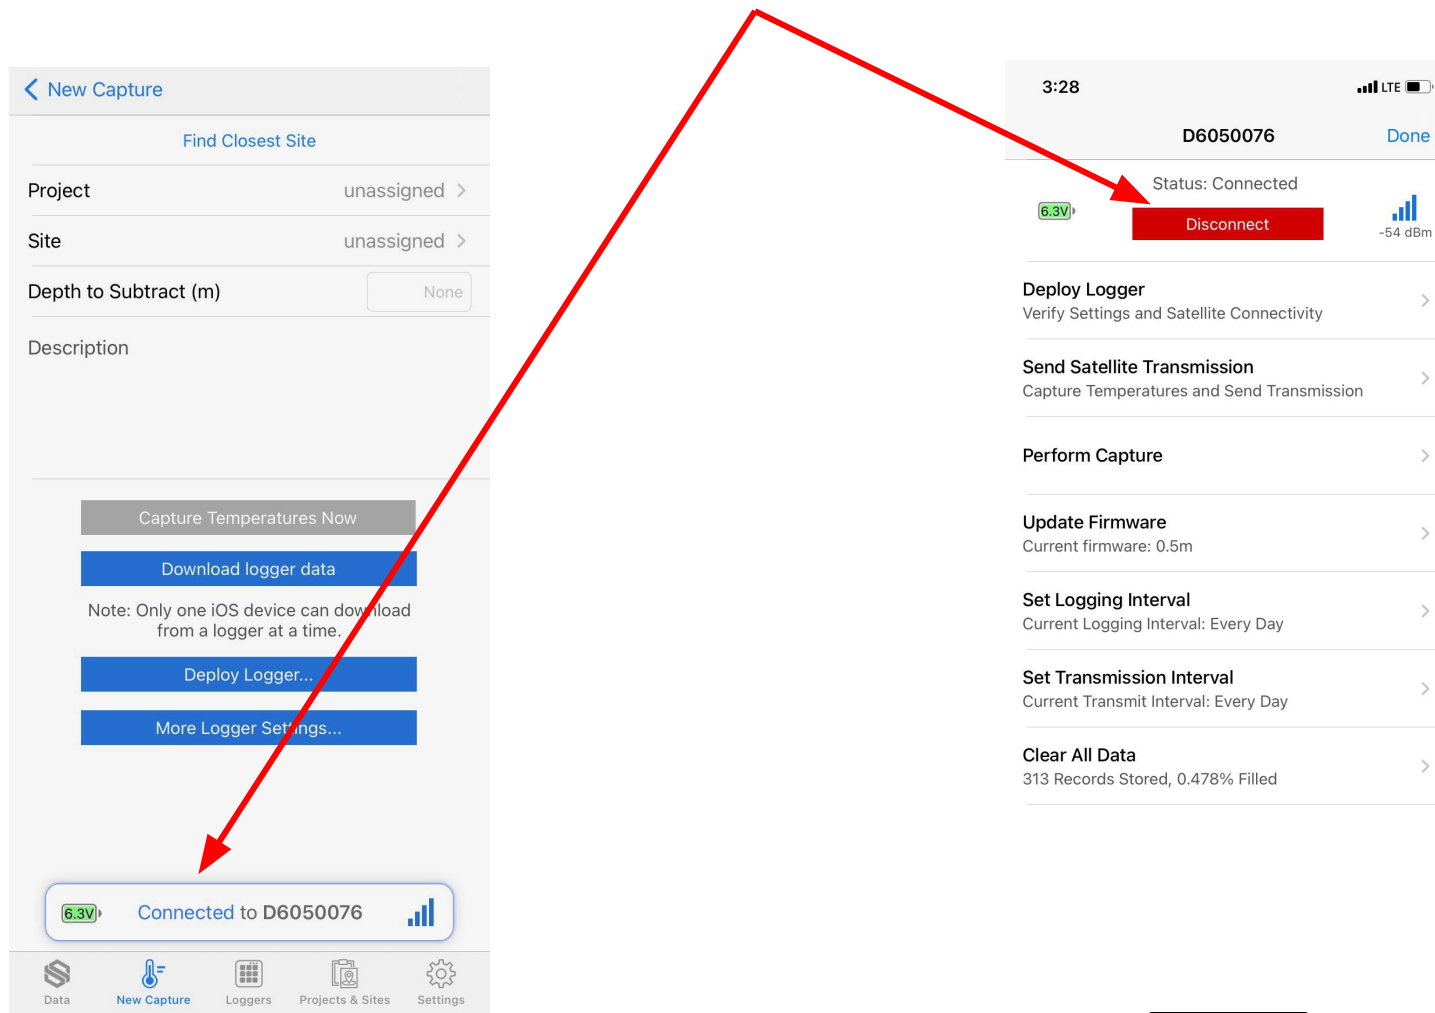 New Capture
Find Closest Site
Project unassigned
Site unassigned
Depth to Subtract (m) None
Description
Capture Temperatures Now
Download logger data
Note: Only one iOS device can download
from a logger at a time.
Deploy Logger...
More Logger Settings...
6.3V Connected to D6050076
Data New Capture Loggers Projects & Sites Settings
3:28 LTE
D6050076 Done
Status: Connected
6.3V Disconnect -54 dBm
Deploy Logger
Verify Settings and Satellite Connectivity
Send Satellite Transmission
Capture Temperatures and Send Transmission
Perform Capture
Update Firmware
Current firmware: 0.5m
Set Logging Interval
Current Logging Interval: Every Day
Set Transmission Interval
Current Transmit Interval: Every Day
Clear All Data
313 Records Stored, 0.478% Filled